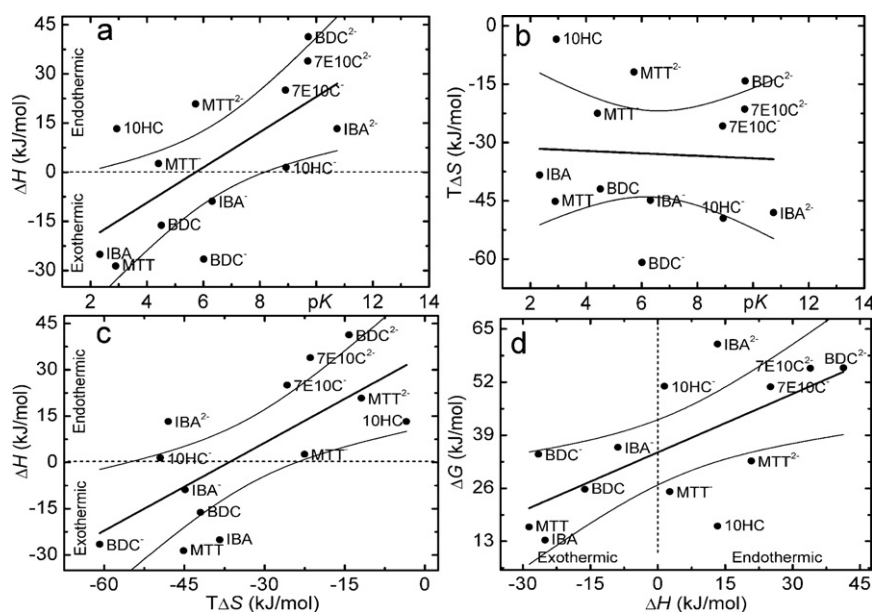 a
ΔH (kJ/mol)
Endothermic
Exothermic
45
30
15
0
-15
-30
BDC²⁻
7E10C²⁻
7E10C⁻
MTT²⁻
10HC
IBA²⁻
MTT⁻
10HC⁻
IBA⁻
BDC
IBA
MTT
BDC⁻
2 4 6 8 pK 12 14
b
TΔS (kJ/mol)
0
-15
-30
-45
-60
10HC
MTT²⁻
BDC²⁻
MTT⁻
7E10C²⁻
7E10C⁻
IBA
BDC
MTT
IBA⁻
10HC⁻
IBA²⁻
BDC⁻
2 4 6 8 pK 12 14
c
ΔH (kJ/mol)
Endothermic
Exothermic
45
30
15
0
-15
-30
BDC²⁻
7E10C²⁻
7E10C⁻
MTT²⁻
IBA²⁻
10HC
10HC⁻
MTT⁻
IBA⁻
BDC
BDC⁻
IBA
MTT
-60 -45 -30 -15 0
TΔS (kJ/mol)
d
ΔG (kJ/mol)
65
52
39
26
13
IBA²⁻
7E10C²⁻
BDC²⁻
10HC⁻
7E10C⁻
IBA⁻
BDC⁻
MTT²⁻
BDC
MTT⁻
MTT
10HC
IBA
Exothermic Endothermic
-30 -15 0 15 30 45
ΔH (kJ/mol)